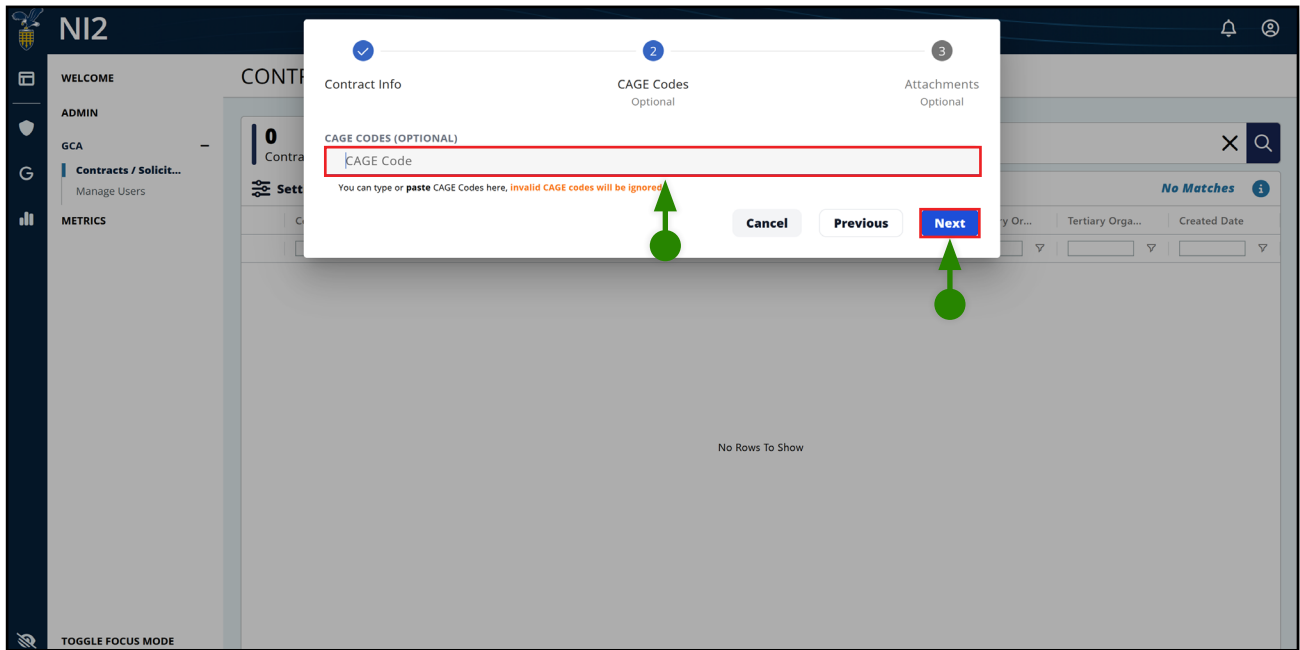 NI2
WELCOME
ADMIN
GCA
Contracts / Solicit...
Manage Users
METRICS
TOGGLE FOCUS MODE
CONTR
2
3
Contract Info
CAGE Codes
Attachments
Optional
Optional
CAGE CODES (OPTIONAL)
CAGE Code
You can type or paste CAGE Codes here, invalid CAGE codes will be ignored
Cancel
Previous
Next
0
Contra
Sett
No Matches
i
C
y Or...
Tertiary Orga...
Created Date
No Rows To Show
G